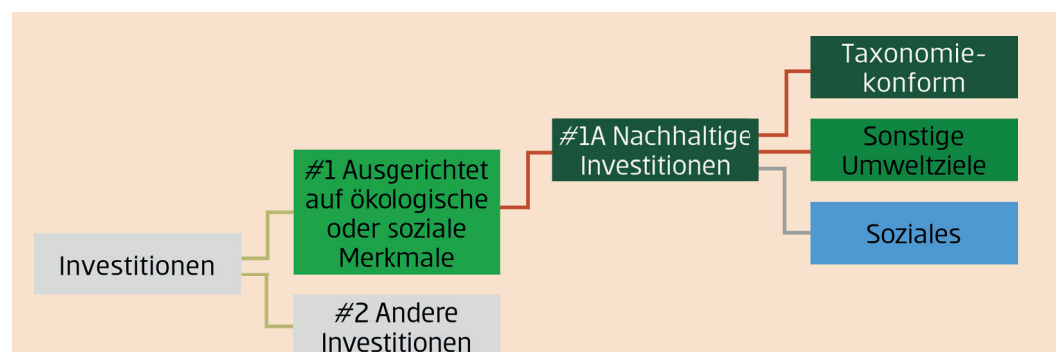 Taxonomie-
konform
#1A Nachhaltige
Investitionen
Sonstige
Umweltziele
#1 Ausgerichtet
auf ökologische
oder soziale
Merkmale
Soziales
Investitionen
#2 Andere
Investitionen